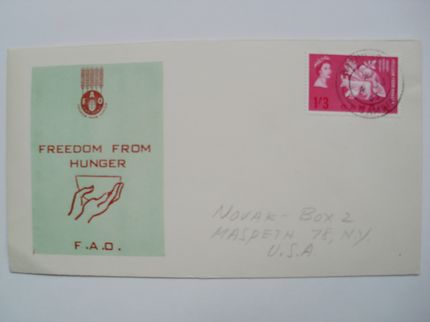 F A O
FREEDOM FROM
HUNGER
F.A.O.
1/3
NOVAK - BOX 2
MASPETH 78, N.Y.
U.S.A